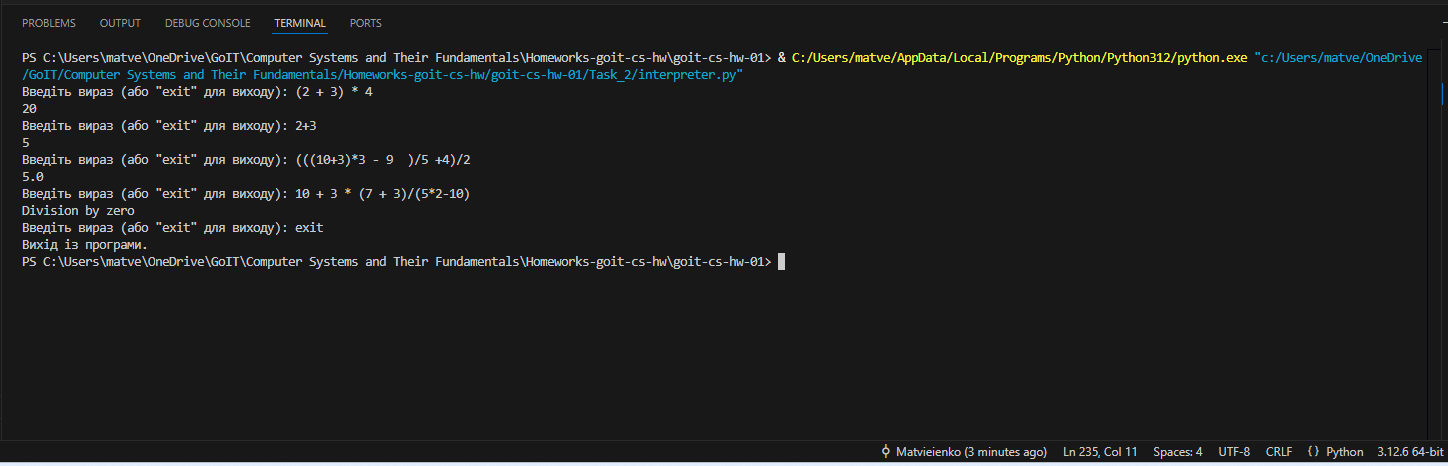 PROBLEMS OUTPUT DEBUG CONSOLE TERMINAL PORTS
PS C:\Users\matve\OneDrive\GoIT\Computer Systems and Their Fundamentals\Homeworks-goit-cs-hw\goit-cs-hw-01> & C:/Users/matve/AppData/Local/Programs/Python/Python312/python.exe "c:/Users/matve/OneDrive
/GoIT/Computer Systems and Their Fundamentals/Homeworks-goit-cs-hw/goit-cs-hw-01/Task_2/interpreter.py"
Введіть вираз (або "exit" для виходу): (2 + 3) * 4
20
Введіть вираз (або "exit" для виходу): 2+3
5
Введіть вираз (або "exit" для виходу): (((10+3)*3 - 9  )/5 +4)/2
5.0
Введіть вираз (або "exit" для виходу): 10 + 3 * (7 + 3)/(5*2-10)
Division by zero
Введіть вираз (або "exit" для виходу): exit
Вихід із програми.
PS C:\Users\matve\OneDrive\GoIT\Computer Systems and Their Fundamentals\Homeworks-goit-cs-hw\goit-cs-hw-01>
Matvieienko (3 minutes ago) Ln 235, Col 11 Spaces: 4 UTF-8 CRLF {} Python 3.12.6 64-bit